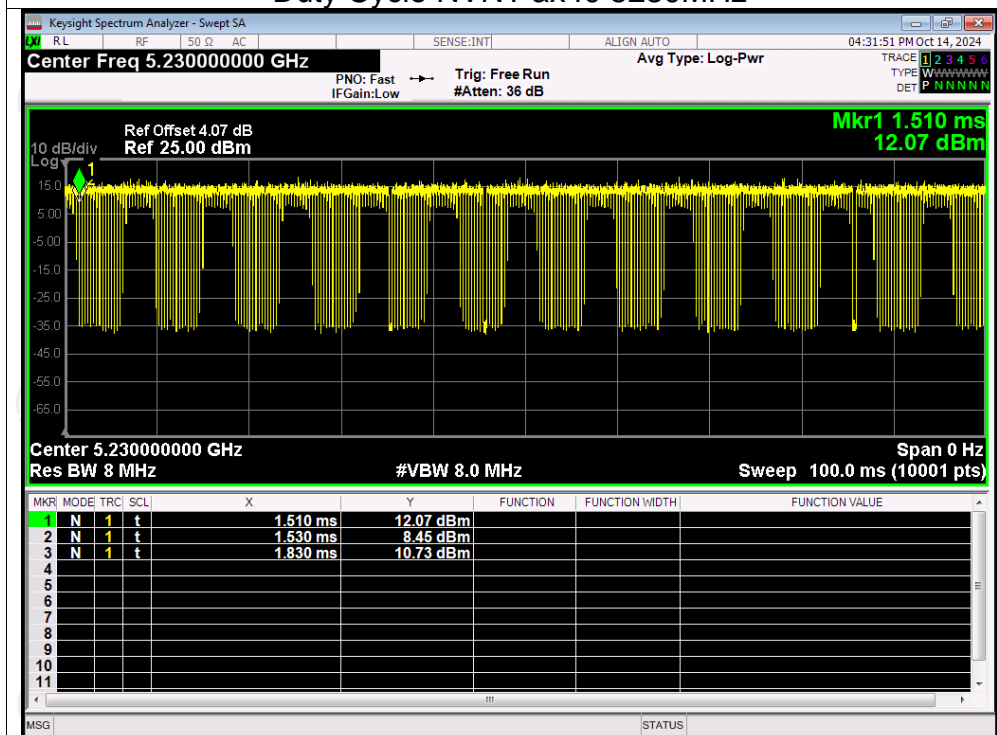 Keysight Spectrum Analyzer - Swept SA
LXI RL RF 50 Ω AC SENSE:INT ALIGN AUTO 04:31:51 PM Oct 14, 2024
Center Freq 5.230000000 GHz Avg Type: Log-Pwr TRACE 1 2 3 4 5 6
PNO: Fast Trig: Free Run TYPE WWWWWW
IFGain:Low #Atten: 36 dB DET P N N N N N
Mkr1 1.510 ms
Ref Offset 4.07 dB
10 dB/div Ref 25.00 dBm 12.07 dBm
Log
1
15.0
5.00
-5.00
-15.0
-25.0
-35.0
-45.0
-55.0
-65.0
Center 5.230000000 GHz Span 0 Hz
Res BW 8 MHz #VBW 8.0 MHz Sweep 100.0 ms (10001 pts)
MKR MODE TRC SCL X Y FUNCTION FUNCTION WIDTH FUNCTION VALUE
1 N 1 t 1.510 ms 12.07 dBm
2 N 1 t 1.530 ms 8.45 dBm
3 N 1 t 1.830 ms 10.73 dBm
4
5
6
7
8
9
10
11
MSG STATUS